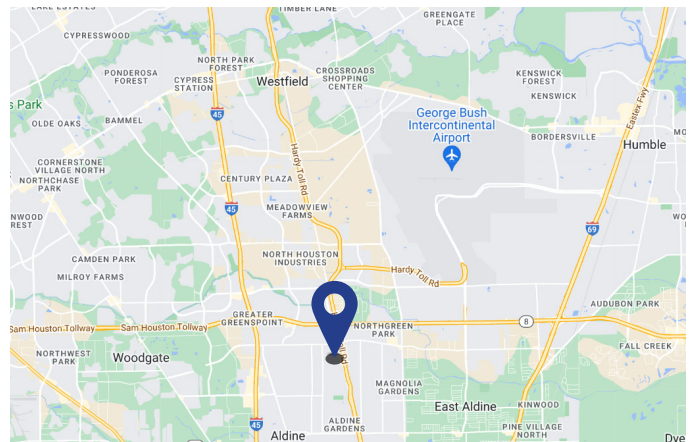 LAKE ESTATES
TIMBER LANE
GREENGATE
PLACE
CYPRESSWOOD
NORTH PARK
FOREST
CROSSROADS
SHOPPING
CENTER
PONDEROSA
FOREST
CYPRESS
STATION
Westfield
KENSWICK
FOREST
KENSWICK
Eastex Fwy
s Park
45
George Bush
Intercontinental
Airport
OLDE OAKS
BAMMEL
BORDERSVILLE
Humble
CORNERSTONE
VILLAGE NORTH
NORTHCHASE
PARK
Hardy Toll Rd
CENTURY PLAZA
45
MEADOWVIEW
FARMS
69
CAMDEN PARK
MILROY FARMS
NORTH HOUSTON
INDUSTRIES
Hardy Toll Rd
AUDUBON PARK
GREATER
GREENSPOINT
8
Sam Houston Tollway
Sam Houston Tollway
NORTHGREEN
PARK
NORTHWEST
PARK
Woodgate
FALL CREEK
MAGNOLIA
GARDENS
KINWOOD
East Aldine
45
Aldine
ALDINE
GARDENS
PINE VILLAGE
NORTH